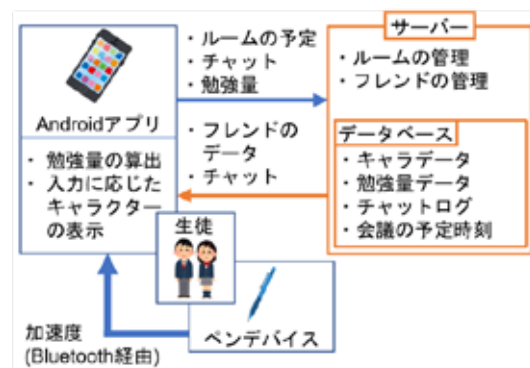 Androidアプリ
・ 勉強量の算出
・ 入力に応じた
キャラクター
の表示
・ ルームの予定
・ チャット
・ 勉強量
・ フレンドの
データ
・ チャット
サーバー
・ ルームの管理
・ フレンドの管理
データベース
・ キャラデータ
・ 勉強量データ
・ チャットログ
・ 会議の予定時刻
生徒
ペンデバイス
加速度
(Bluetooth経由)